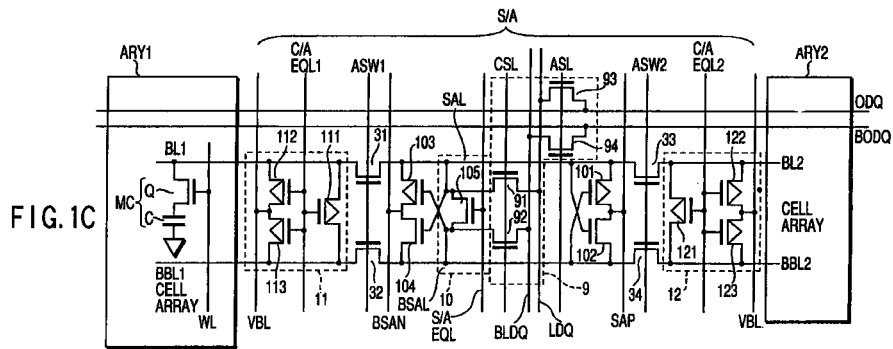 S/A
ARY1
C/A
EQL1
ASW1
CSL
ASL
ASW2
C/A
EQL2
ARY2
SAL
93
ODQ
BODQ
94
BL1
112
111
31
103
105
101
33
122
BL2
FIG. 1C
MC
Q
C
91
92
CELL
ARRAY
121
BBL1
CELL
ARRAY
113
11
32
104
BSAL
10
102
9
34
12
123
BBL2
WL
VBL
BSAN
S/A
EQL
BLDQ
LDQ
SAP
VBL